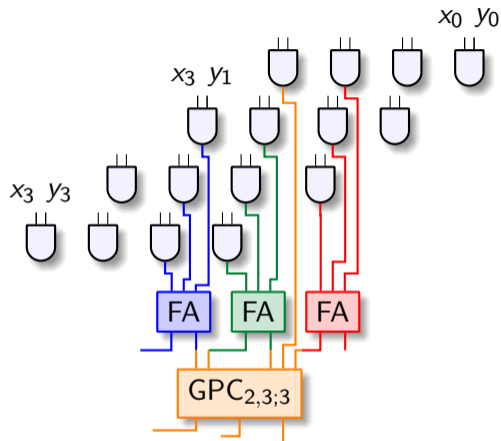 x₀ y₀
x₃ y₁
x₃ y₃
FA FA FA
GPC₂,₃;₃